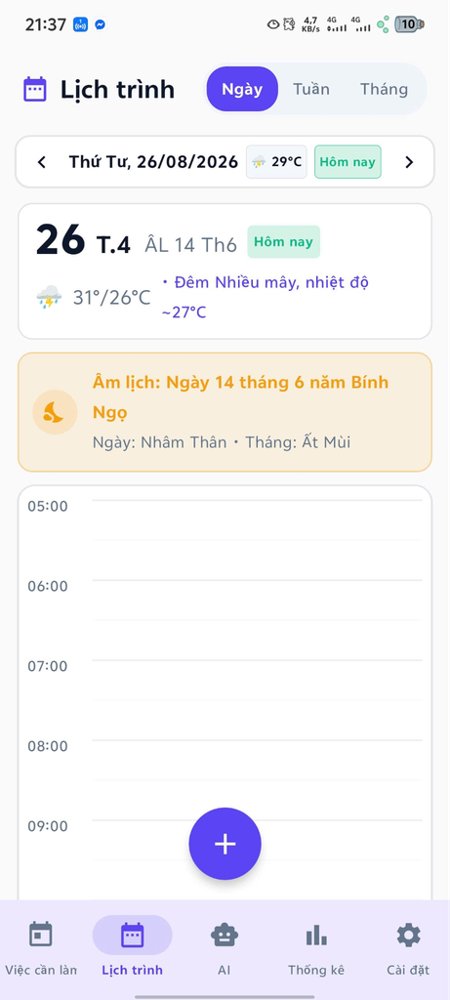 21:37
4,7 KB/s 4G 4G 10
Lịch trình
Ngày Tuần Tháng
Thứ Tư, 26/08/2026 29°C Hôm nay
26 T.4 ÂL 14 Th6 Hôm nay
31°/26°C
• Đêm Nhiều mây, nhiệt độ
~27°C
Âm lịch: Ngày 14 tháng 6 năm Bính
Ngọ
Ngày: Nhâm Thân • Tháng: Ất Mùi
05:00
06:00
07:00
08:00
09:00
+
Việc cần làn Lịch trình AI Thống kê Cài đặt